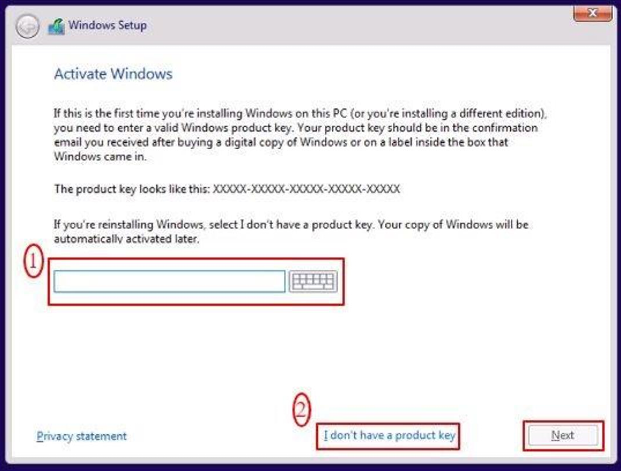 Windows Setup
Activate Windows
If this is the first time you're installing Windows on this PC (or you're installing a different edition),
you need to enter a valid Windows product key. Your product key should be in the confirmation
email you received after buying a digital copy of Windows or on a label inside the box that
Windows came in.
The product key looks like this: XXXXX-XXXXX-XXXXX-XXXXX-XXXXX
If you're reinstalling Windows, select I don't have a product key. Your copy of Windows will be
automatically activated later.
1
2
Privacy statement
I don't have a product key
Next